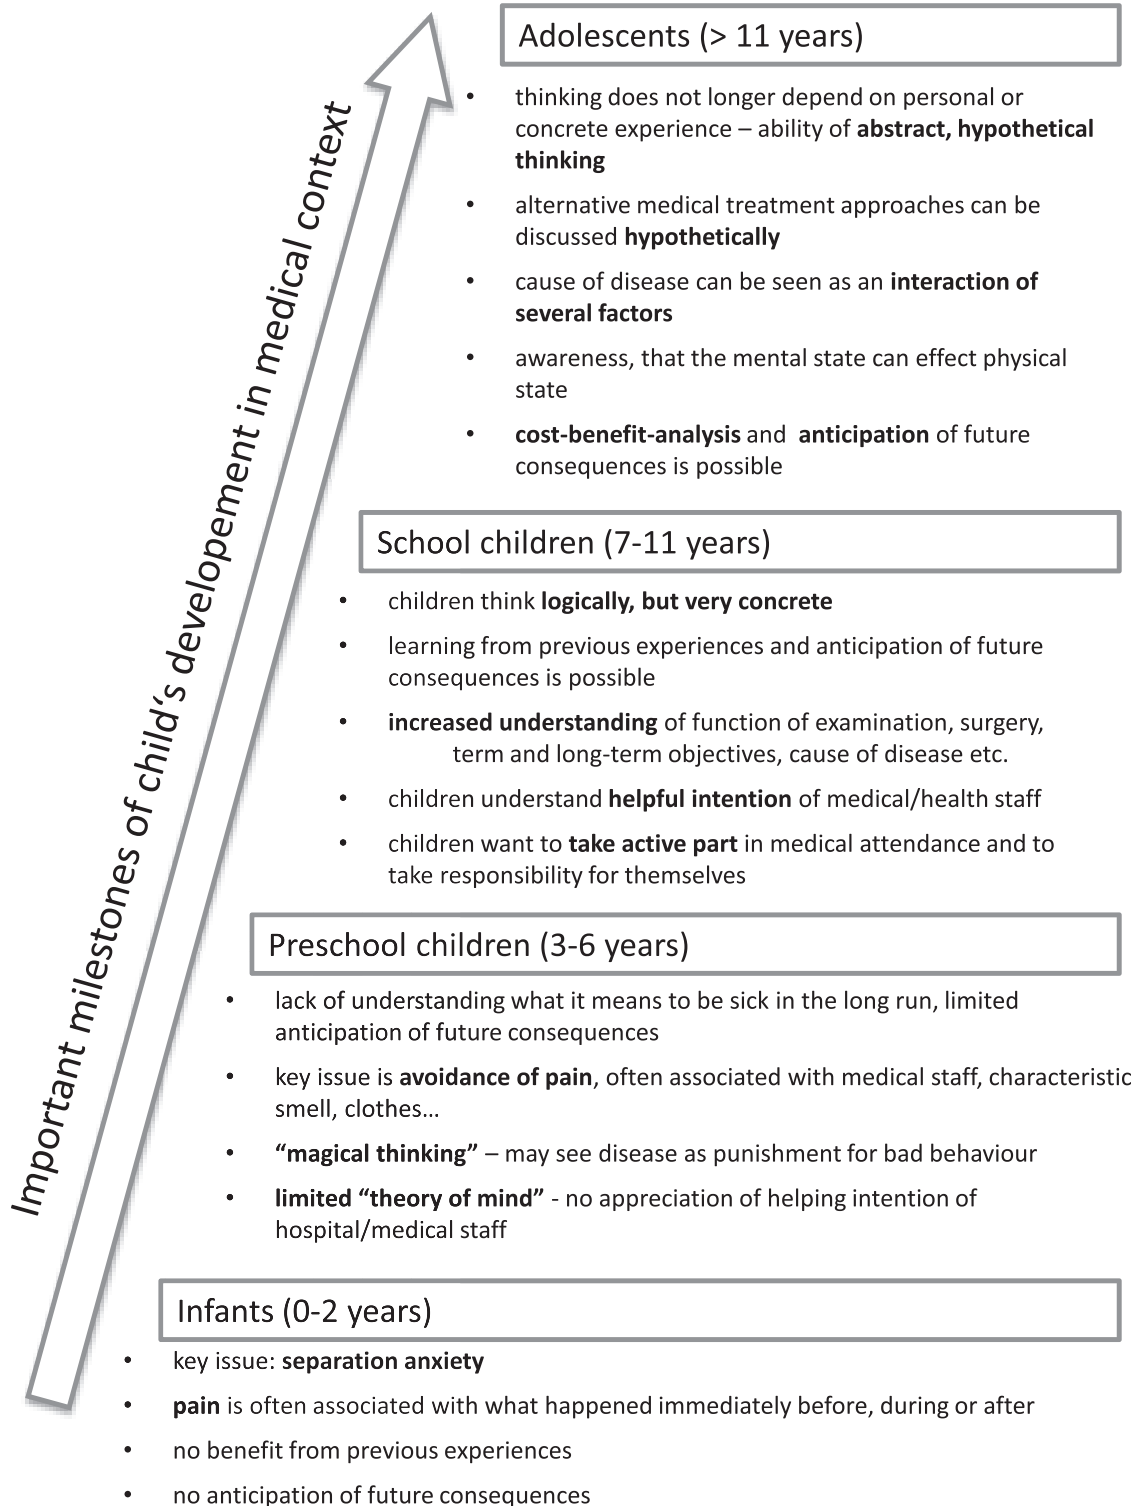 Adolescents (> 11 years)
• thinking does not longer depend on personal or
concrete experience – ability of abstract, hypothetical
thinking
• alternative medical treatment approaches can be
discussed hypothetically
• cause of disease can be seen as an interaction of
several factors
• awareness, that the mental state can effect physical
state
• cost-benefit-analysis and anticipation of future
consequences is possible
Important milestones of child‘s developement in medical context
School children (7-11 years)
• children think logically, but very concrete
• learning from previous experiences and anticipation of future
consequences is possible
• increased understanding of function of examination, surgery,
term and long-term objectives, cause of disease etc.
• children understand helpful intention of medical/health staff
• children want to take active part in medical attendance and to
take responsibility for themselves
Preschool children (3-6 years)
• lack of understanding what it means to be sick in the long run, limited
anticipation of future consequences
• key issue is avoidance of pain, often associated with medical staff, characteristic
smell, clothes…
• “magical thinking” – may see disease as punishment for bad behaviour
• limited “theory of mind” - no appreciation of helping intention of
hospital/medical staff
Infants (0-2 years)
• key issue: separation anxiety
• pain is often associated with what happened immediately before, during or after
• no benefit from previous experiences
• no anticipation of future consequences